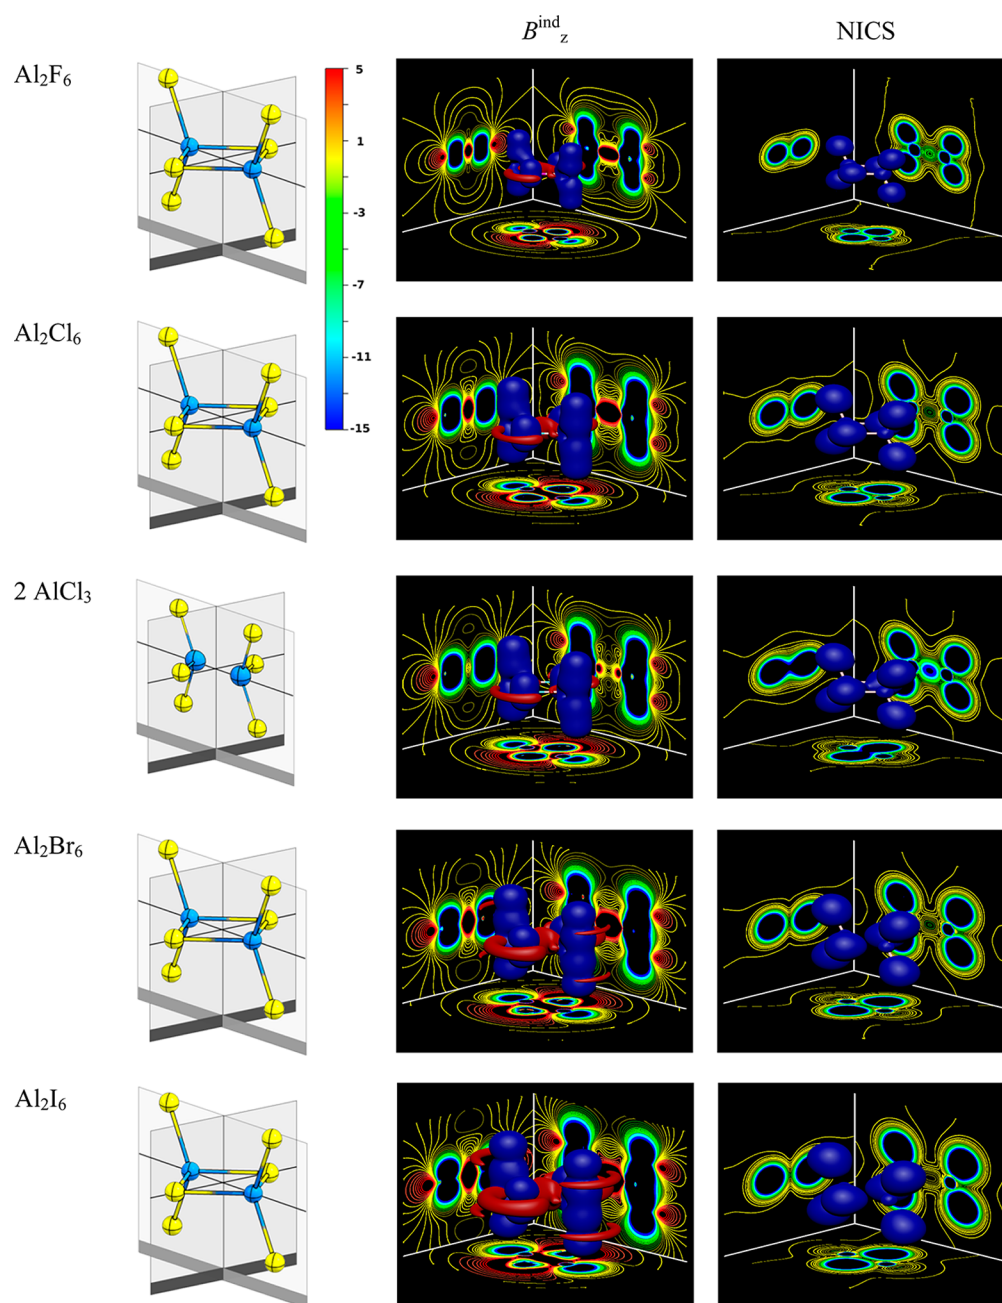 B^ind_z NICS
Al₂F₆
5
1
-3
-7
-11
-15
Al₂Cl₆
2 AlCl₃
Al₂Br₆
Al₂I₆